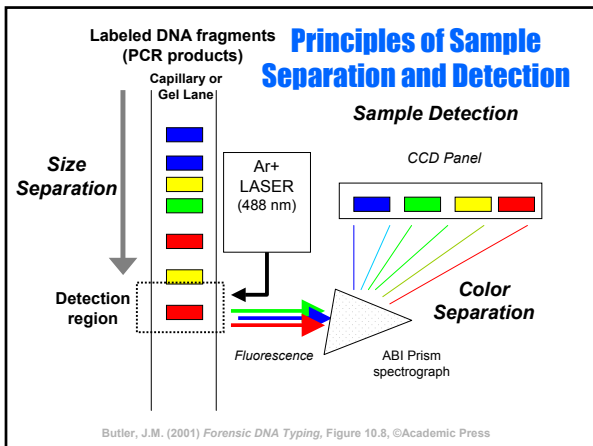 Labeled DNA fragments
(PCR products)
Principles of Sample
Separation and Detection
Capillary or
Gel Lane
Sample Detection
Size
Separation
Ar+
LASER
(488 nm)
CCD Panel
Detection
region
Color
Separation
Fluorescence
ABI Prism
spectrograph
Butler, J.M. (2001) Forensic DNA Typing, Figure 10.8, ©Academic Press